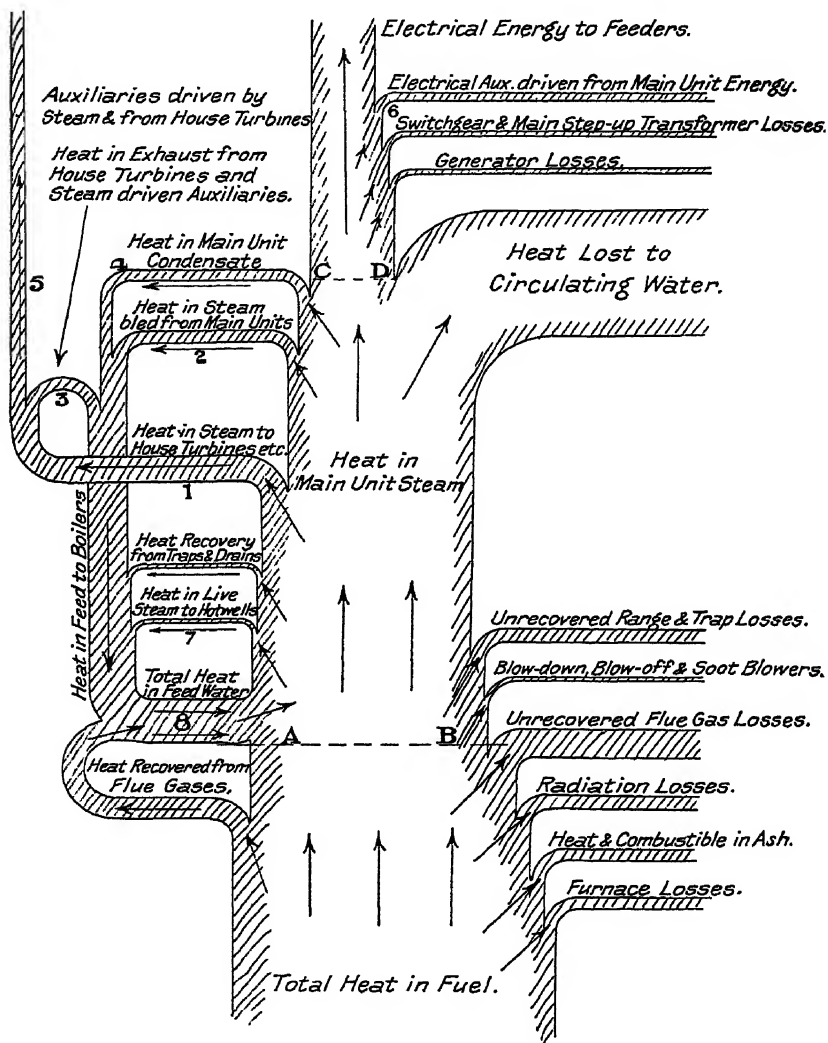 Electrical Energy to Feeders.
Electrical Aux. driven from Main Unit Energy.
6
Switchgear & Main Step-up Transformer Losses.
Generator Losses.
Auxiliaries driven by
Steam & from House Turbines
Heat in Exhaust from
House Turbines and
Steam driven Auxiliaries.
Heat in Main Unit
Condensate
4
C
D
Heat Lost to
Circulating Water.
5
Heat in Steam
bled from Main Units
2
3
Heat in Steam to
House Turbines etc.
1
Heat in
Main Unit Steam
Heat in Feed to Boilers
Heat Recovery
from Traps & Drains
Heat in Live
Steam to Hotwells
7
Total Heat
in Feed Water
8
A
B
Unrecovered Range & Trap Losses.
Blow-down, Blow-off & Soot Blowers.
Unrecovered Flue Gas Losses.
Heat Recovered from
Flue Gases.
Radiation Losses.
Heat & Combustible in Ash.
Furnace Losses.
Total Heat in Fuel.